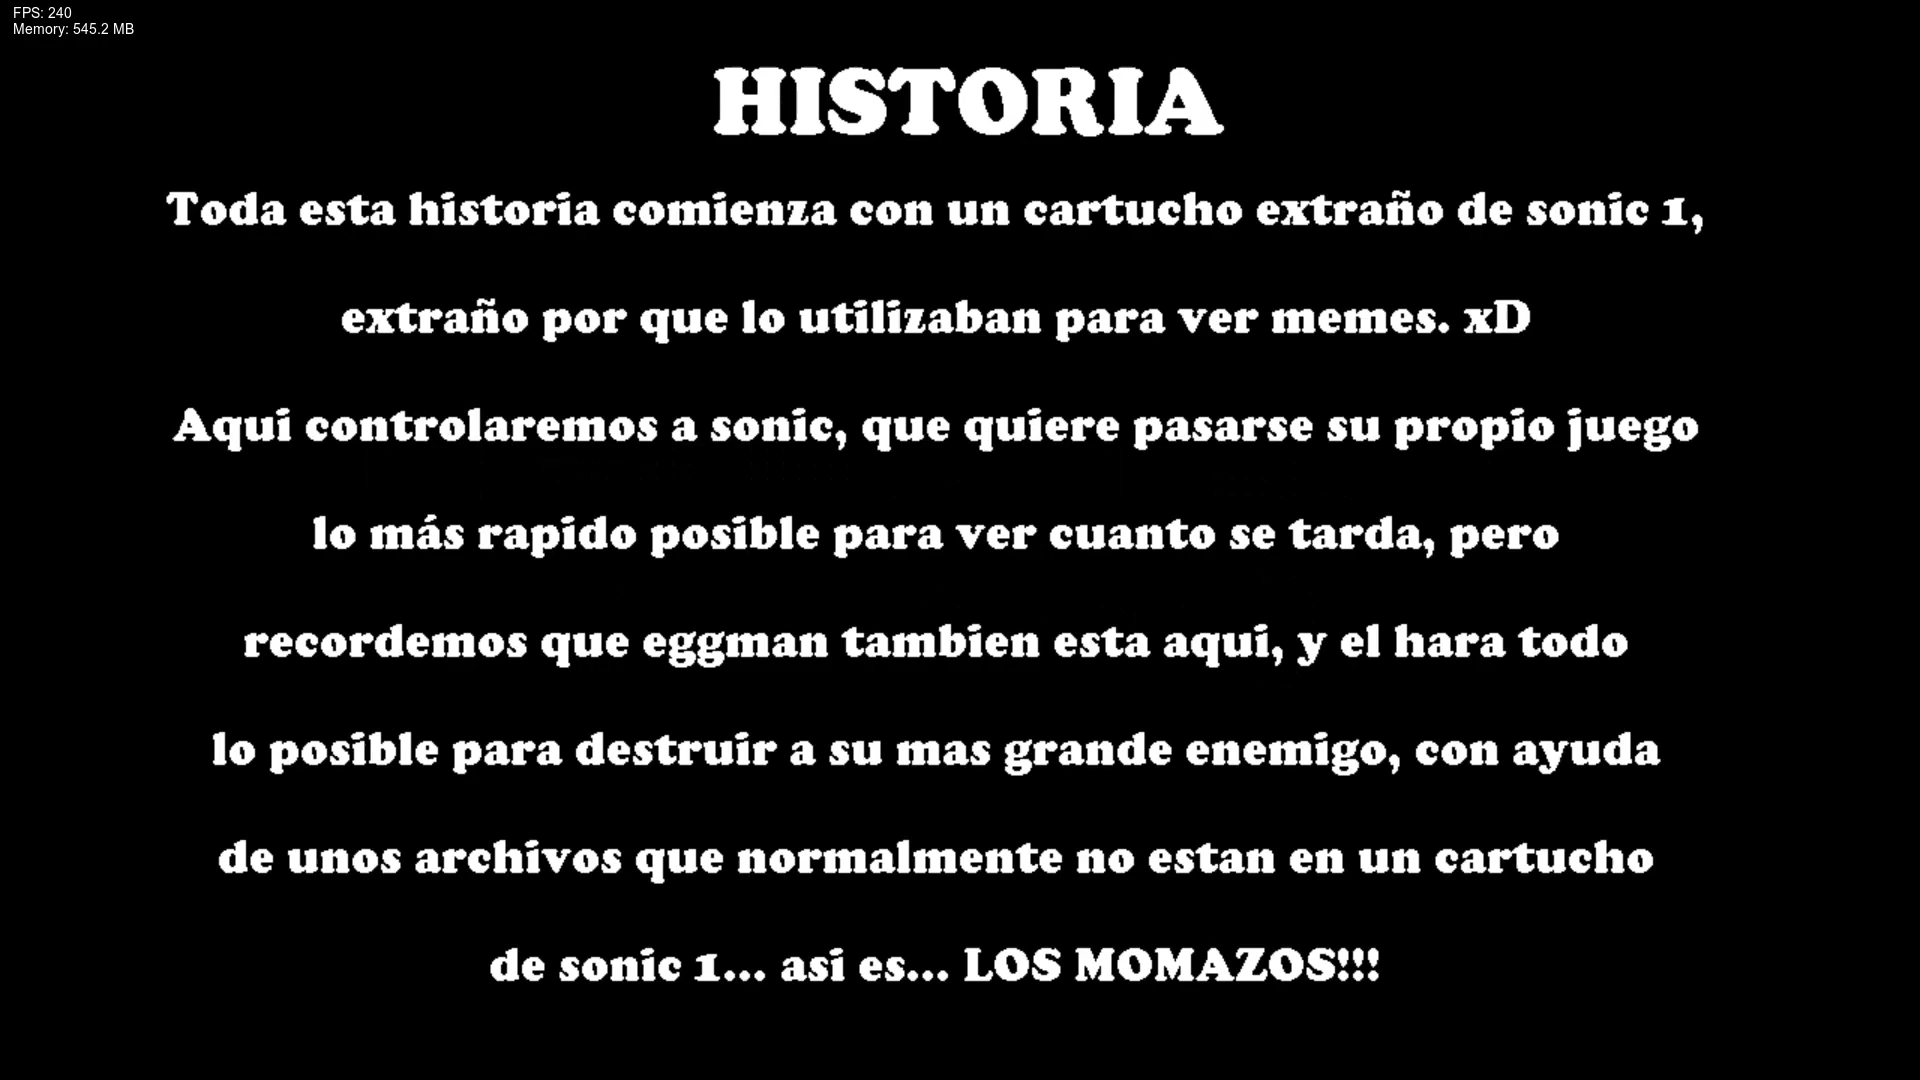 FPS: 240
Memory: 545.2 MB
HISTORIA
Toda esta historia comienza con un cartucho extraño de sonic 1,
extraño por que lo utilizaban para ver memes. xD
Aqui controlaremos a sonic, que quiere pasarse su propio juego
lo más rapido posible para ver cuanto se tarda, pero
recordemos que eggman tambien esta aqui, y el hara todo
lo posible para destruir a su mas grande enemigo, con ayuda
de unos archivos que normalmente no estan en un cartucho
de sonic 1... asi es... LOS MOMAZOS!!!